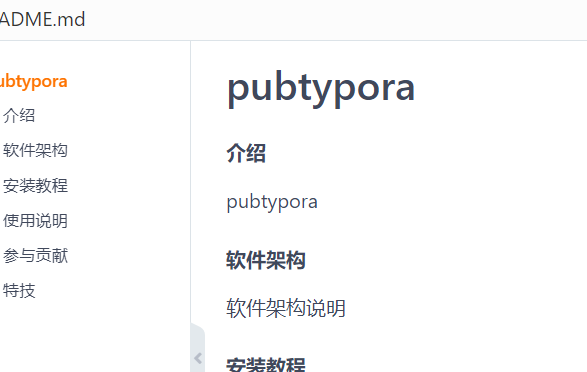 ADME.md
ubtypora
介绍
软件架构
安装教程
使用说明
参与贡献
特技
pubtypora
介绍
pubtypora
软件架构
软件架构说明
安装教程